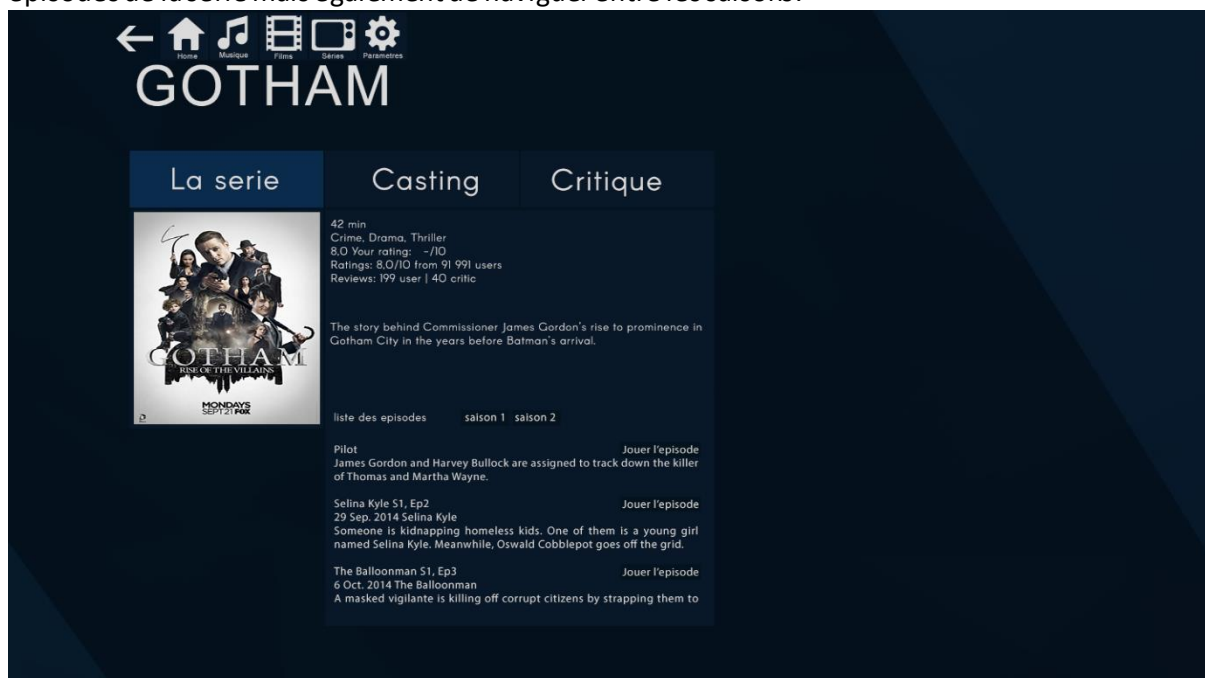 épisodes de la série mais également de naviguer entre les saisons.
Home Musique Films Séries Parametres
GOTHAM
La serie Casting Critique
GOTHAM
RISE OF THE VILLAINS
MONDAYS
SEPT 21 FOX
42 min
Crime, Drama, Thriller
8,0 Your rating: -/10
Ratings: 8,0/10 from 91 991 users
Reviews: 199 user | 40 critic
The story behind Commissioner James Gordon's rise to prominence in
Gotham City in the years before Batman's arrival.
liste des episodes saison 1 saison 2
Pilot Jouer l'episode
James Gordon and Harvey Bullock are assigned to track down the killer
of Thomas and Martha Wayne.
Selina Kyle S1, Ep2 Jouer l'episode
29 Sep. 2014 Selina Kyle
Someone is kidnapping homeless kids. One of them is a young girl
named Selina Kyle. Meanwhile, Oswald Cobblepot goes off the grid.
The Balloonman S1, Ep3 Jouer l'episode
6 Oct. 2014 The Balloonman
A masked vigilante is killing off corrupt citizens by strapping them to